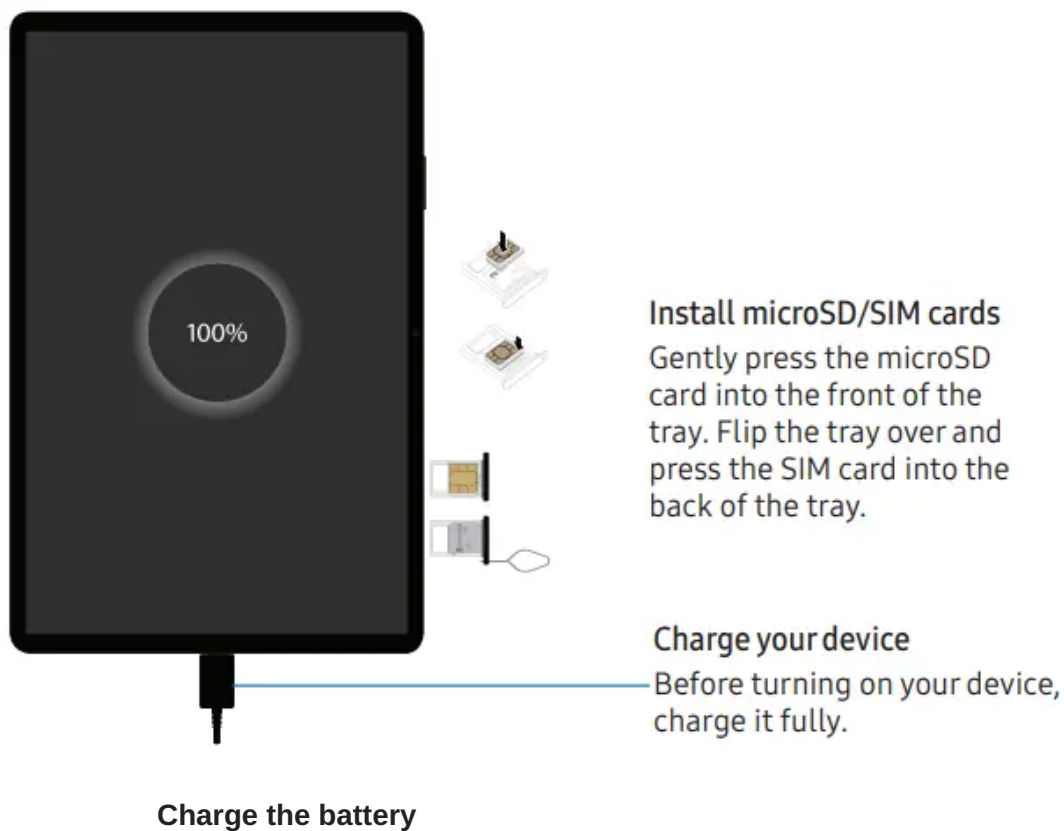 100%
Install microSD/SIM cards
Gently press the microSD
card into the front of the
tray. Flip the tray over and
press the SIM card into the
back of the tray.
Charge your device
Before turning on your device,
charge it fully.
Charge the battery